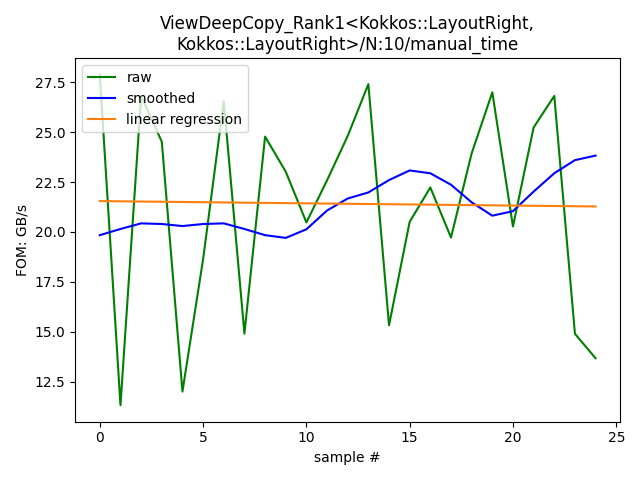 ViewDeepCopy_Rank1<Kokkos::LayoutRight,
Kokkos::LayoutRight>/N:10/manual_time
raw
smoothed
linear regression
FOM: GB/s
27.5
25.0
22.5
20.0
17.5
15.0
12.5
0
5
10
15
20
25
sample #